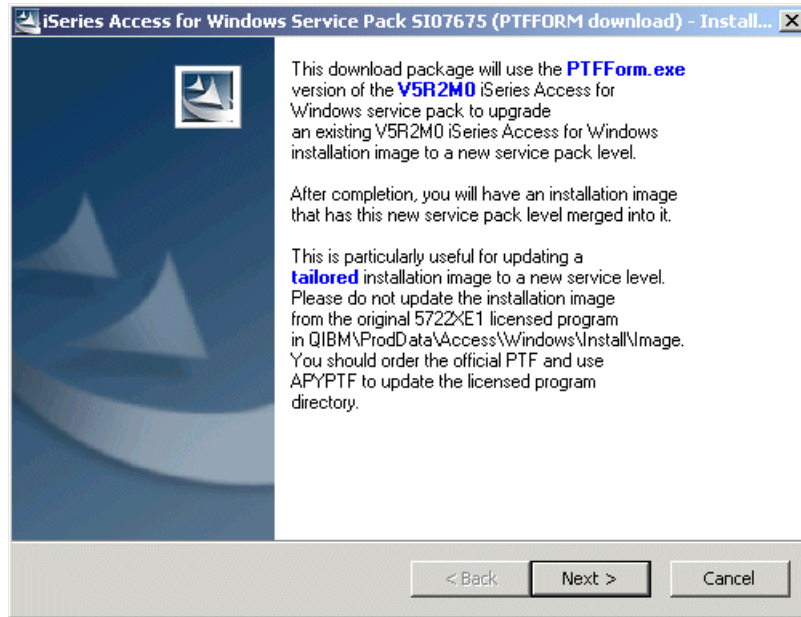 iSeries Access for Windows Service Pack SI07675 (PTFFORM download) - Install...
This download package will use the PTFForm.exe
version of the V5R2M0 iSeries Access for
Windows service pack to upgrade
an existing V5R2M0 iSeries Access for Windows
installation image to a new service pack level.
After completion, you will have an installation image
that has this new service pack level merged into it.
This is particularly useful for updating a
tailored installation image to a new service level.
Please do not update the installation image
from the original 5722XE1 licensed program
in QIBM\ProdData\Access\Windows\Install\Image.
You should order the official PTF and use
APYPTF to update the licensed program
directory.
< Back Next > Cancel